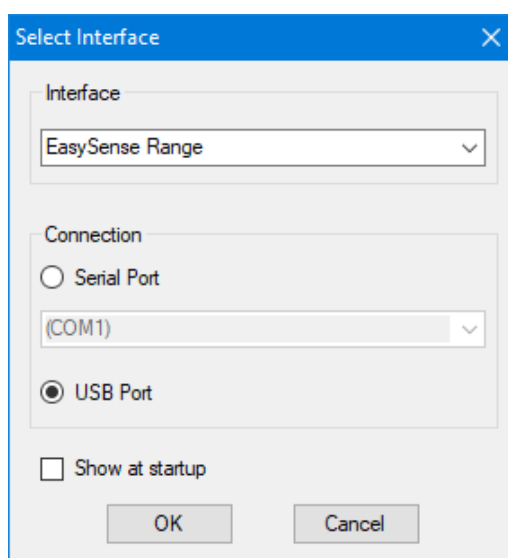 Select Interface
Interface
EasySense Range
Connection
Serial Port
(COM1)
USB Port
Show at startup
OK Cancel